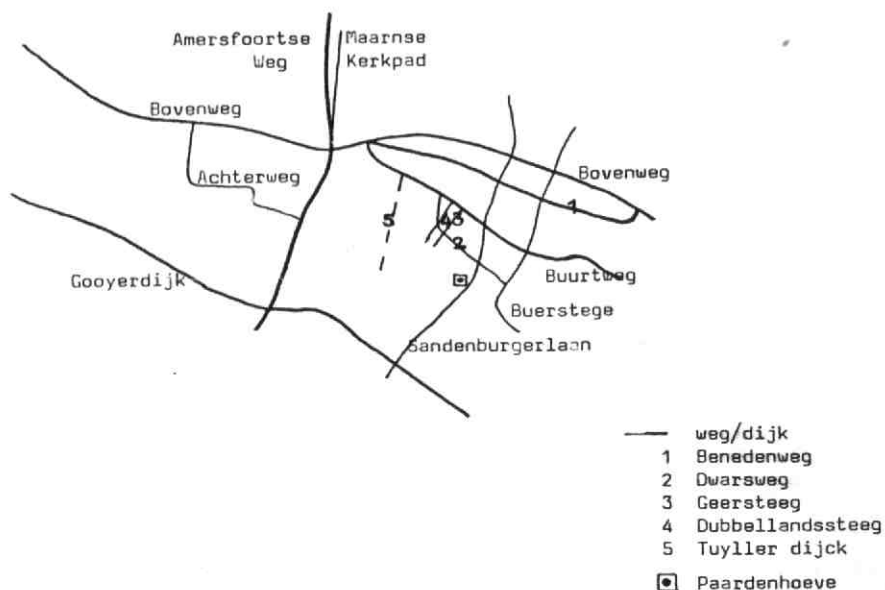 Amersfoortse
Weg
Maarnse
Kerkpad
Bovenweg
Achterweg
Bovenweg
1
5
4
3
2
Gooyerdijk
Buurtweg
Buerstege
Sandenburgerlaan
weg/dijk
1 Benedenweg
2 Dwarsweg
3 Geersteeg
4 Dubbellandssteeg
5 Tuyller dijck
Paardenhoeve